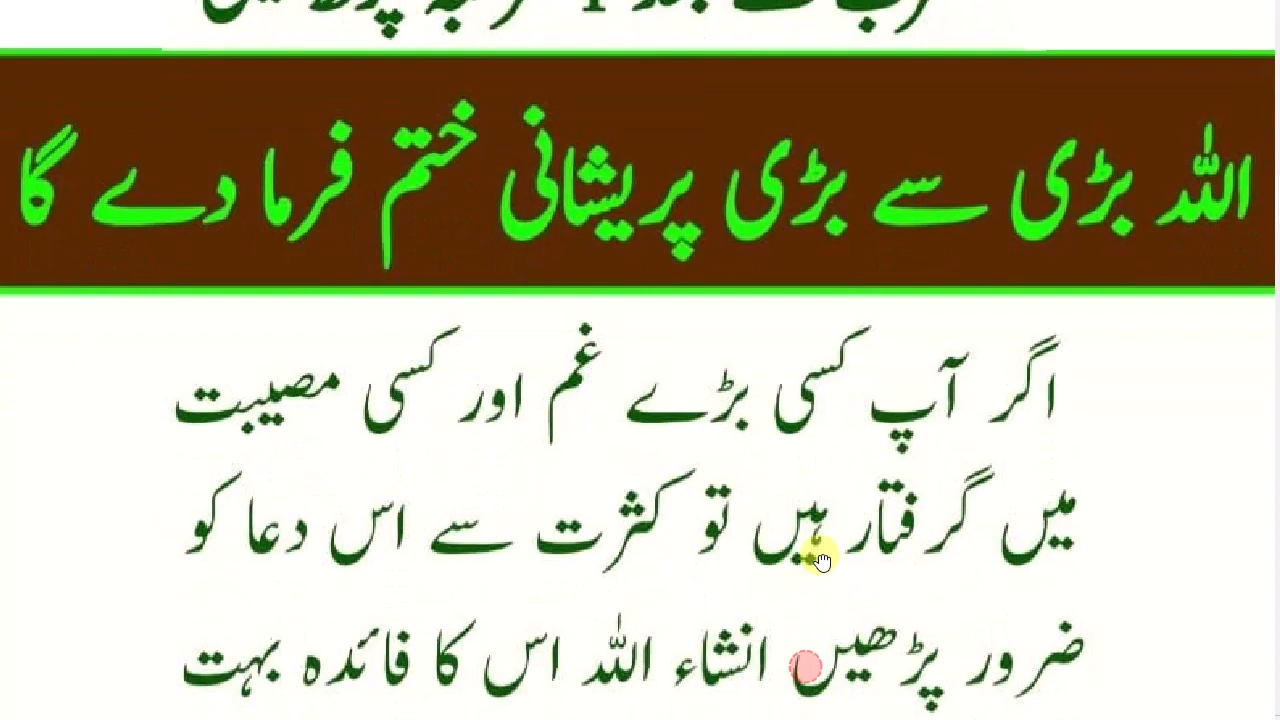 اللہ بڑی سے بڑی پریشانی ختم فرما دے گا
اگر آپ کسی بڑے غم اور کسی مصیبت
میں گرفتار ہیں تو کثرت سے اس دعا کو
ضرور پڑھیں انشاء اللہ اس کا فائدہ بہت